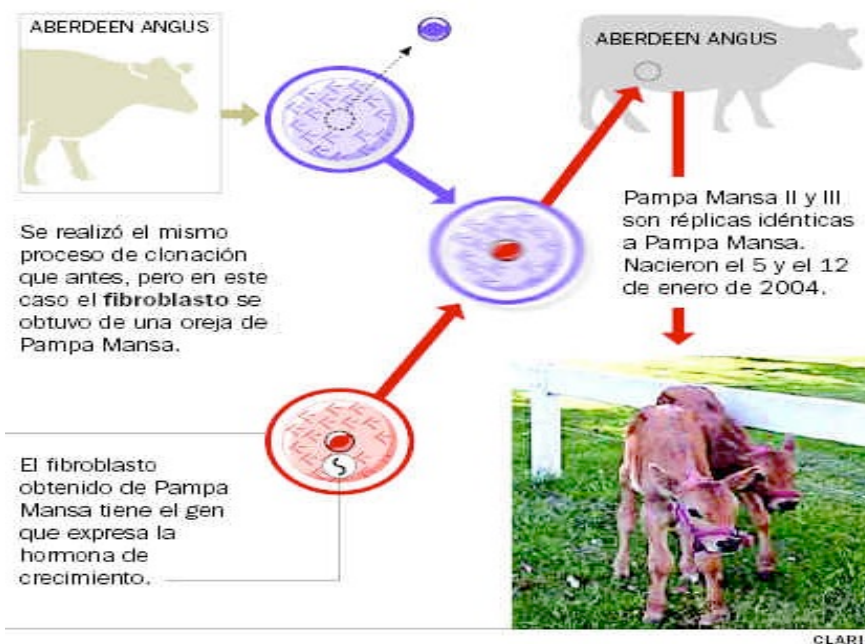 ABERDEEN ANGUS
ABERDEEN ANGUS
Se realizó el mismo
proceso de clonación
que antes, pero en este
caso el fibroblasto se
obtuvo de una oreja de
Pampa Mansa.
Pampa Mansa II y III
son réplicas idénticas
a Pampa Mansa.
Nacieron el 5 y el 12
de enero de 2004.
El fibroblasto
obtenido de Pampa
Mansa tiene el gen
que expresa la
hormona de
crecimiento.
CLARI